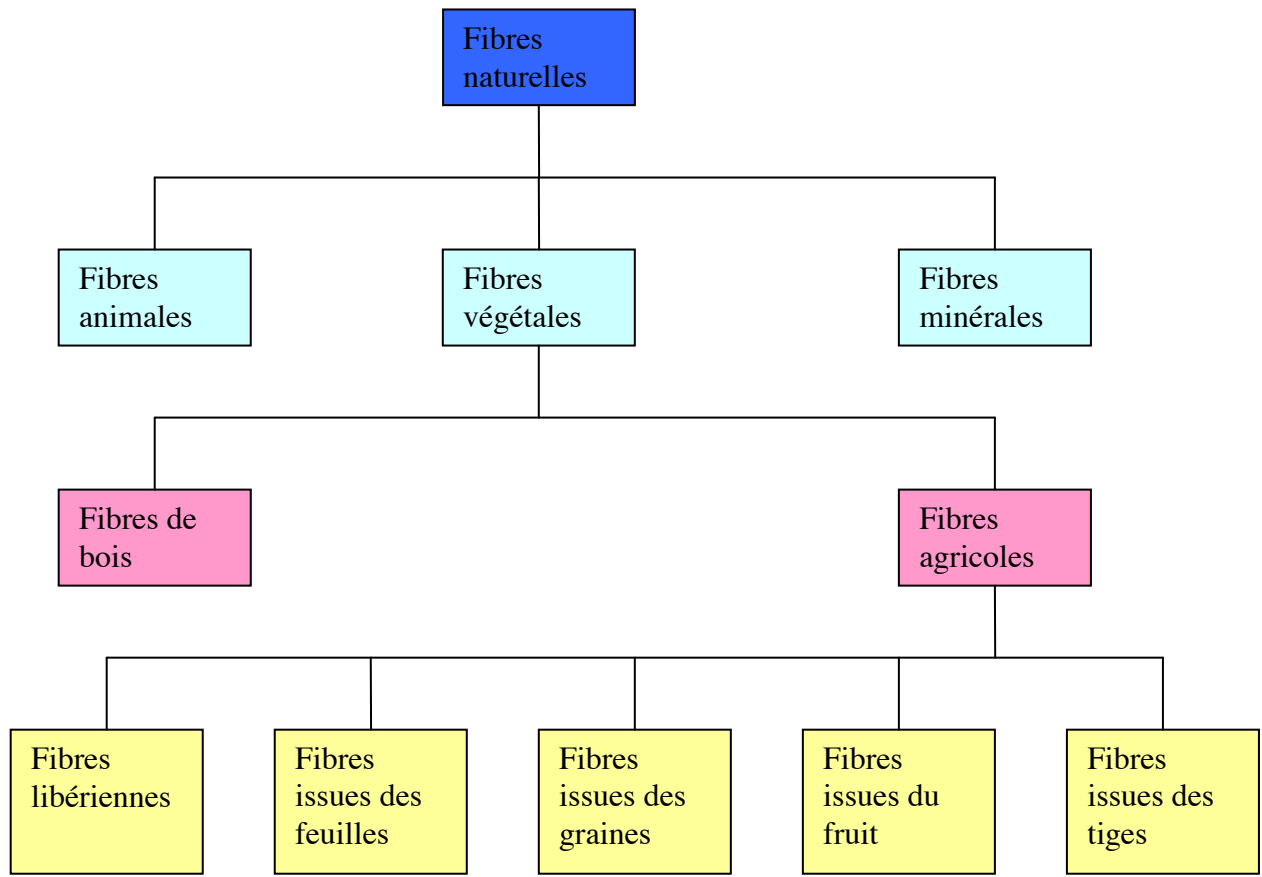 Fibres
naturelles
Fibres
animales
Fibres
végétales
Fibres
minérales
Fibres de
bois
Fibres
agricoles
Fibres
libériennes
Fibres
issues des
feuilles
Fibres
issues des
graines
Fibres
issues du
fruit
Fibres
issues des
tiges